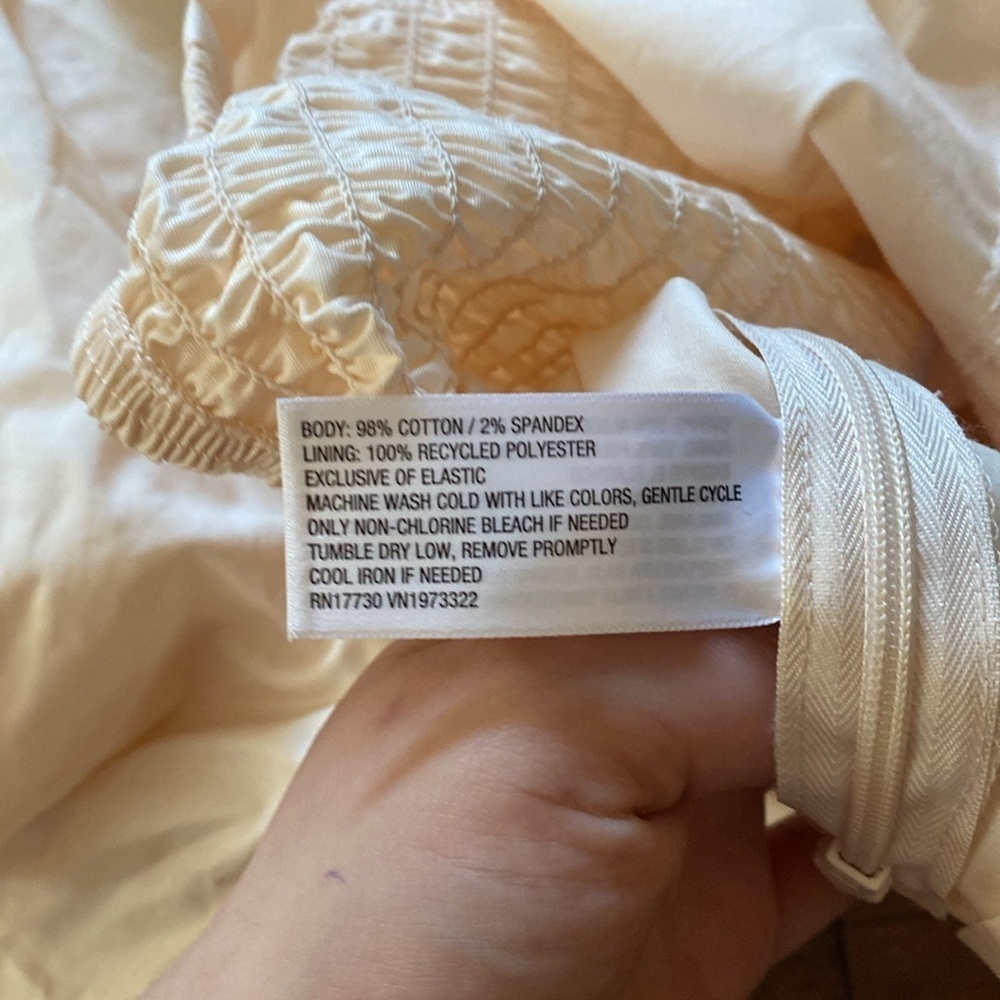 BODY: 98% COTTON / 2% SPANDEX
LINING: 100% RECYCLED POLYESTER
EXCLUSIVE OF ELASTIC
MACHINE WASH COLD WITH LIKE COLORS, GENTLE CYCLE
ONLY NON-CHLORINE BLEACH IF NEEDED
TUMBLE DRY LOW, REMOVE PROMPTLY
COOL IRON IF NEEDED
RN17730 VN1973322